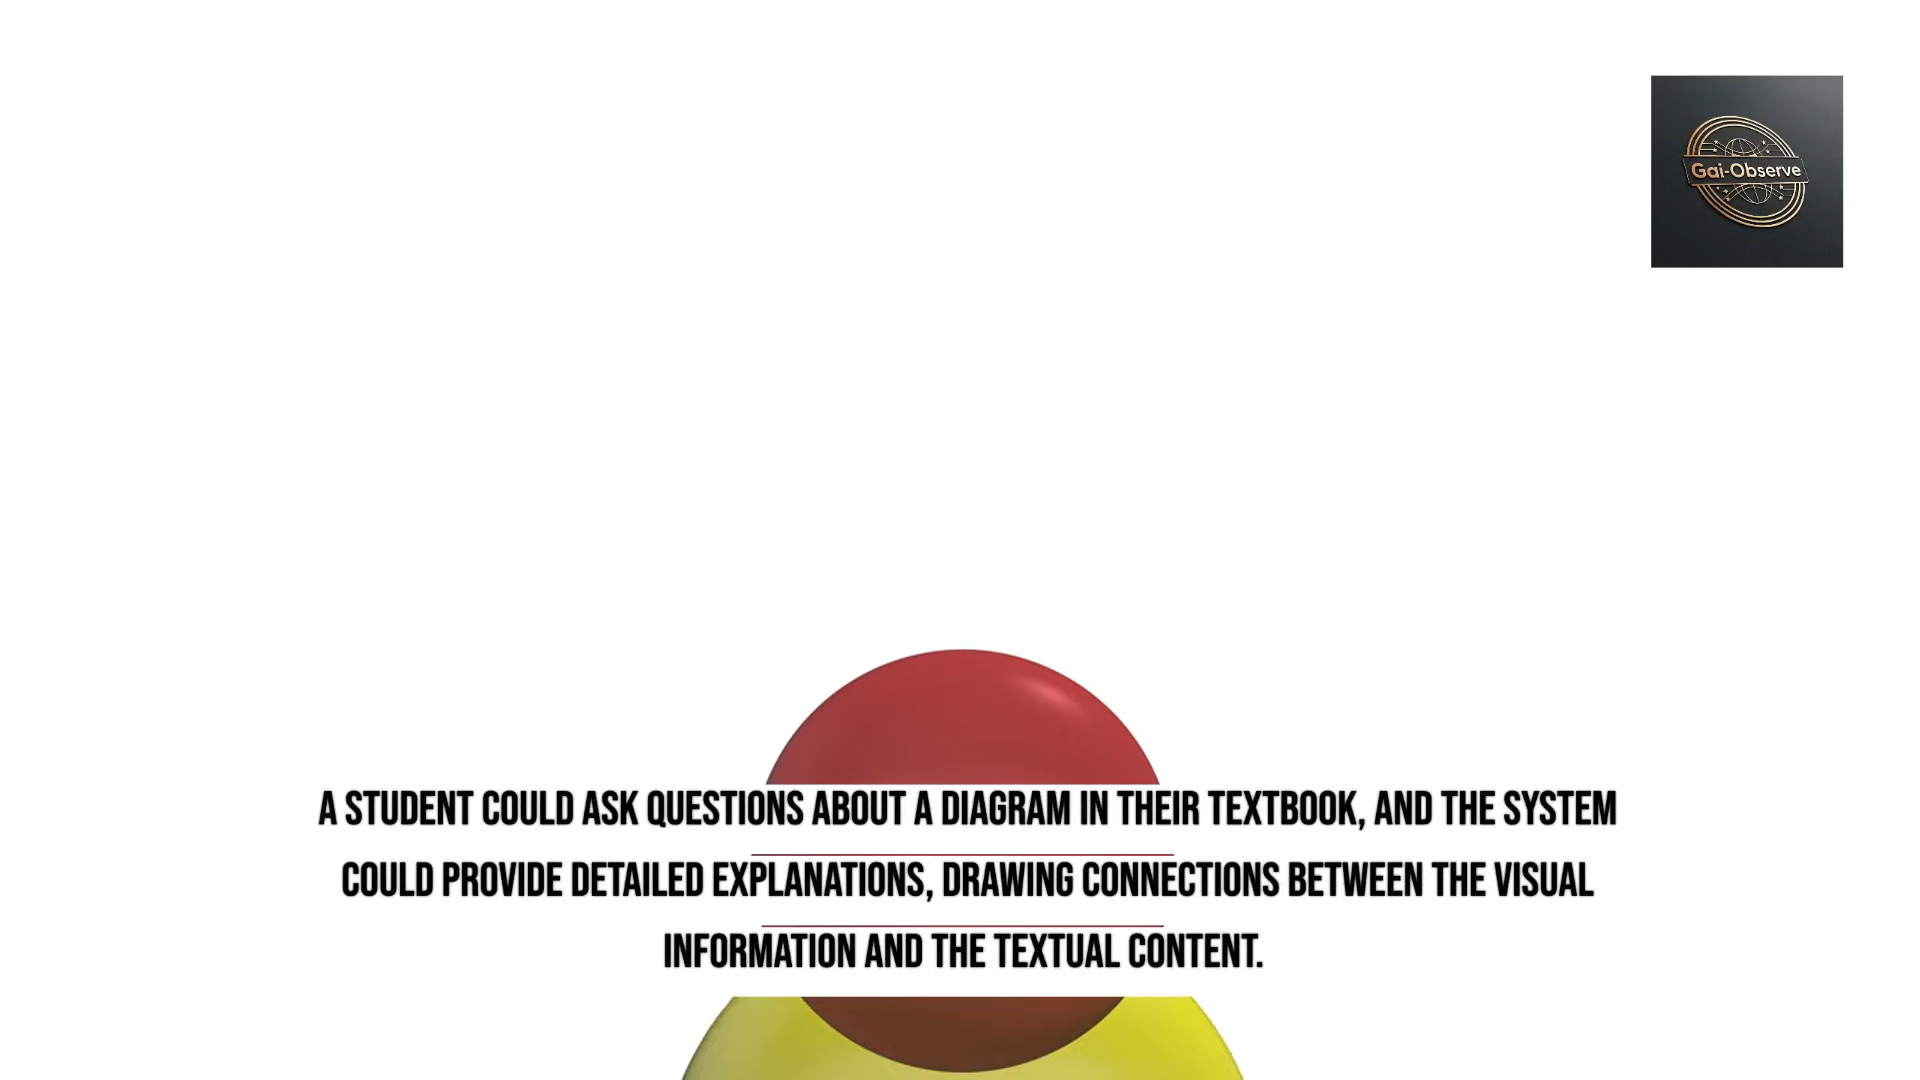 Gai-Observe
A STUDENT COULD ASK QUESTIONS ABOUT A DIAGRAM IN THEIR TEXTBOOK, AND THE SYSTEM
COULD PROVIDE DETAILED EXPLANATIONS, DRAWING CONNECTIONS BETWEEN THE VISUAL
INFORMATION AND THE TEXTUAL CONTENT.